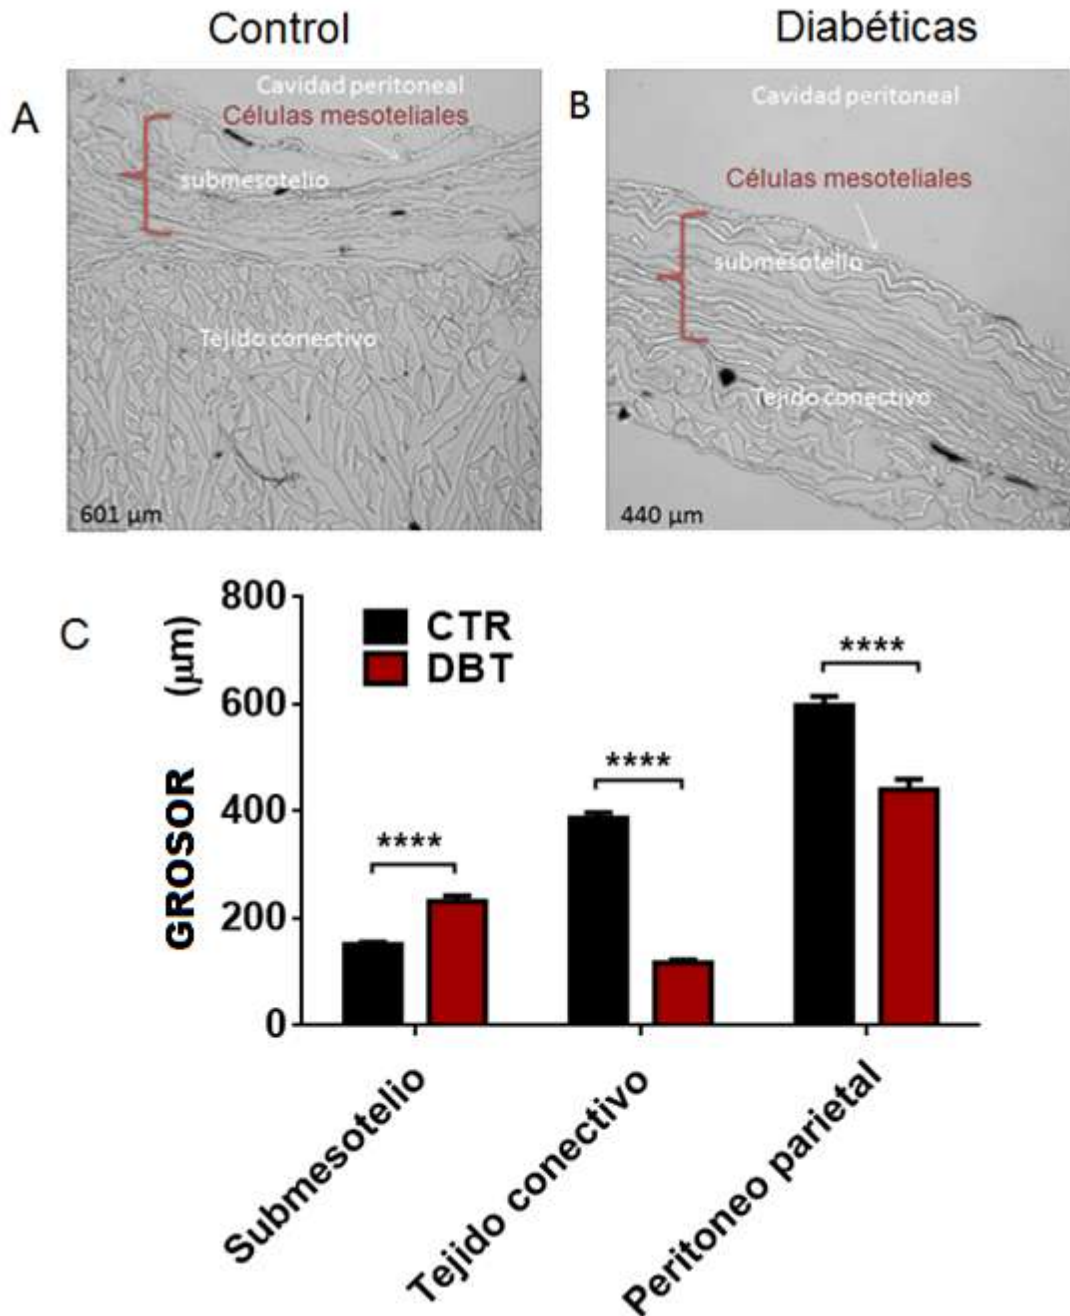 Control
Diabéticas
A
Cavidad peritoneal
Células mesoteliales
submesotelio
Tejido conectivo
601 µm
B
Cavidad peritoneal
Células mesoteliales
submesotelio
Tejido conectivo
440 µm
C
GROSOR (µm)
800
600
400
200
0
CTR
DBT
****
****
****
Submesotelio
Tejido conectivo
Peritoneo parietal